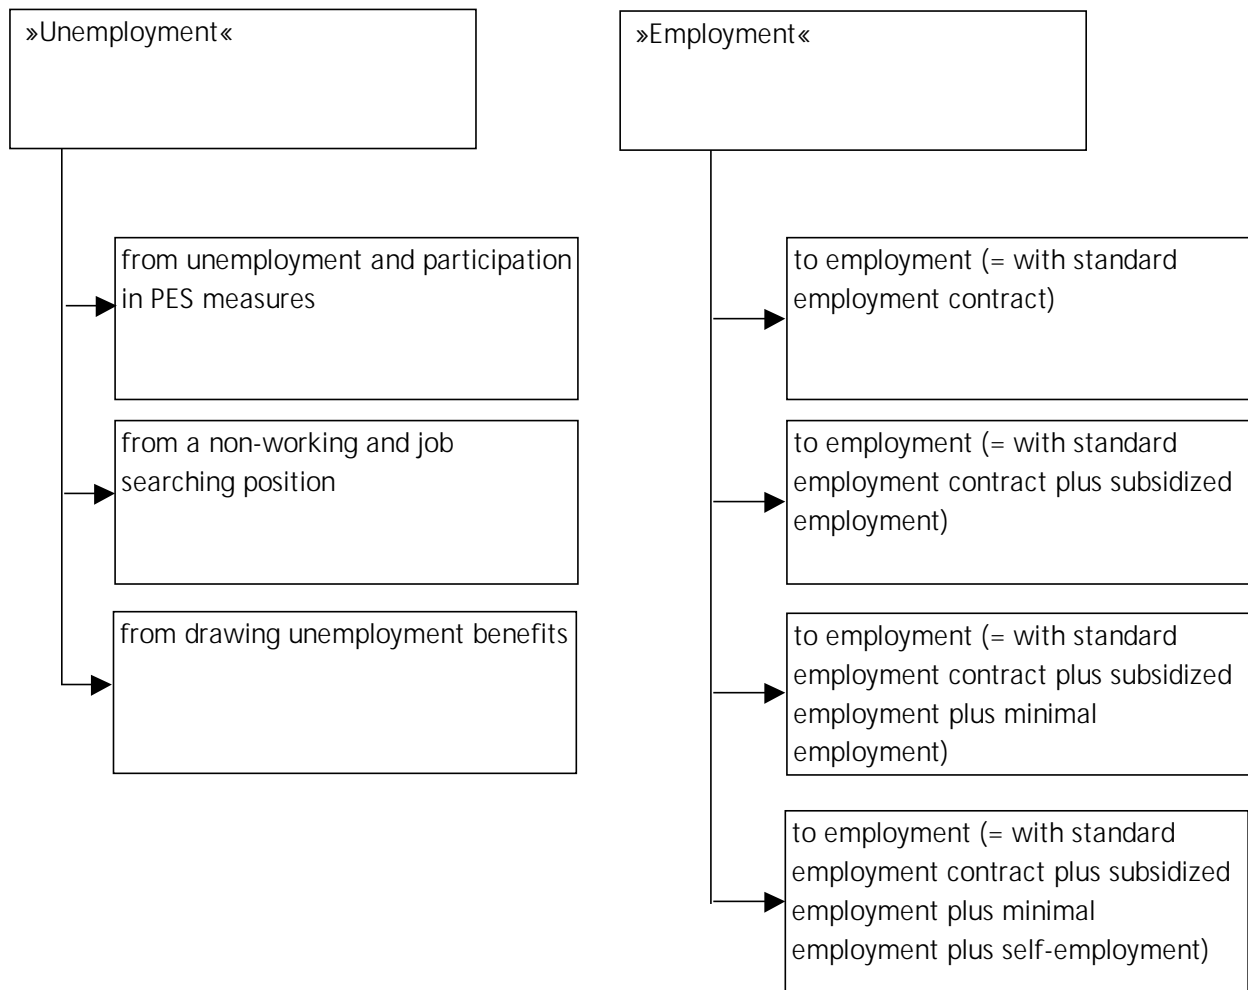 »Unemployment«
from unemployment and participation
in PES measures
from a non-working and job
searching position
from drawing unemployment benefits
»Employment«
to employment (= with standard
employment contract)
to employment (= with standard
employment contract plus subsidized
employment)
to employment (= with standard
employment contract plus subsidized
employment plus minimal
employment)
to employment (= with standard
employment contract plus subsidized
employment plus minimal
employment plus self-employment)